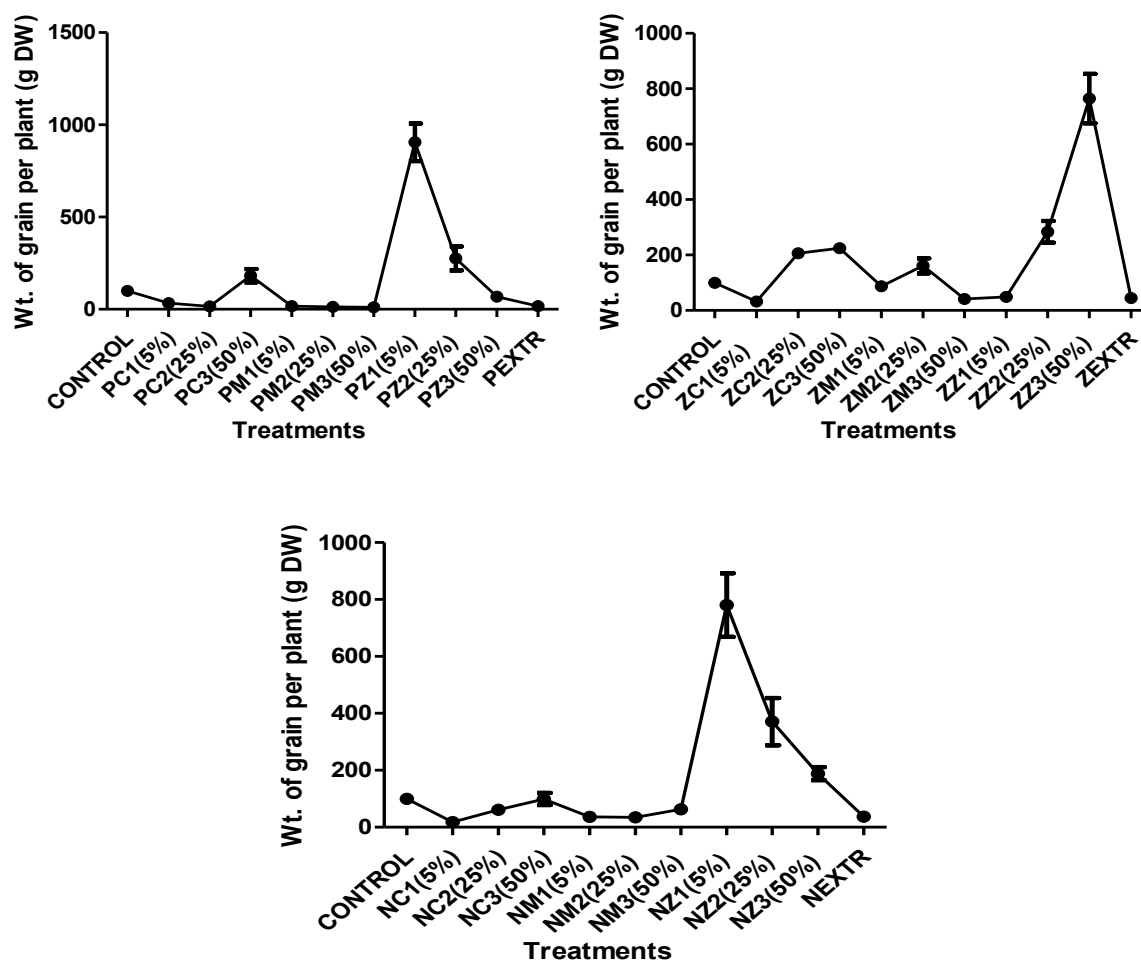 Wt. of grain per plant (g DW)
1500
1000
500
0
CONTROL
PC1(5%)
PC2(25%)
PC3(50%)
PM1(5%)
PM2(25%)
PM3(50%)
PZ1(5%)
PZ2(25%)
PZ3(50%)
PEXTR
Treatments
Wt. of grain per plant (g DW)
1000
800
600
400
200
0
CONTROL
ZC1(5%)
ZC2(25%)
ZC3(50%)
ZM1(5%)
ZM2(25%)
ZM3(50%)
ZZ1(5%)
ZZ2(25%)
ZZ3(50%)
ZEXTR
Treatments
Wt. of grain per plant (g DW)
1000
800
600
400
200
0
CONTROL
NC1(5%)
NC2(25%)
NC3(50%)
NM1(5%)
NM2(25%)
NM3(50%)
NZ1(5%)
NZ2(25%)
NZ3(50%)
NEXTR
Treatments